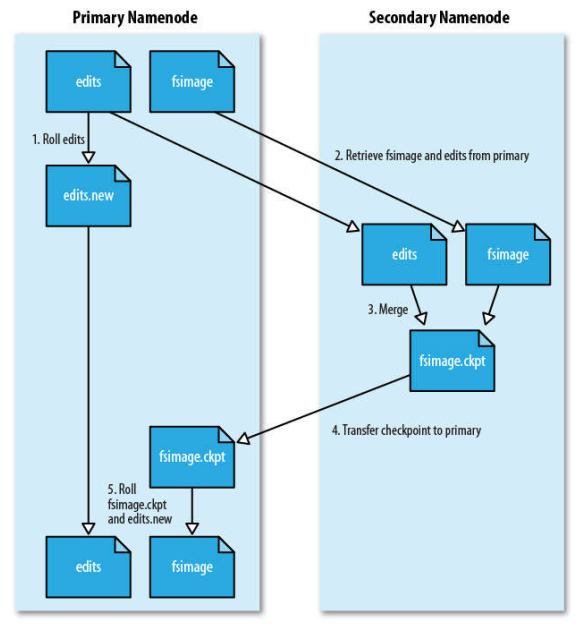 Primary Namenode
Secondary Namenode
edits
fsimage
1. Roll edits
2. Retrieve fsimage and edits from primary
edits.new
edits
fsimage
3. Merge
fsimage.ckpt
4. Transfer checkpoint to primary
fsimage.ckpt
5. Roll
fsimage.ckpt
and edits.new
edits
fsimage